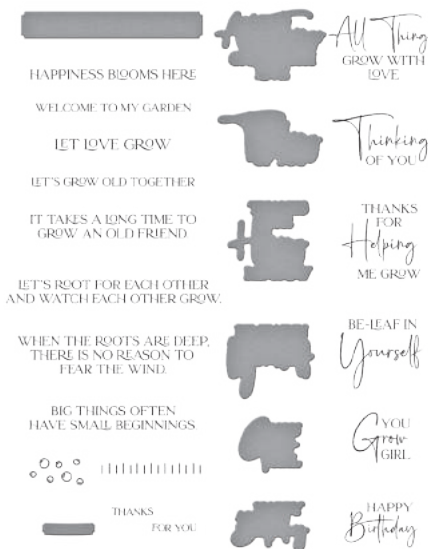 HAPPINESS BLOOMS HERE
WELCOME TO MY GARDEN
LET LOVE GROW
LET'S GROW OLD TOGETHER
IT TAKES A LONG TIME TO
GROW AN OLD FRIEND.
LET'S ROOT FOR EACH OTHER
AND WATCH EACH OTHER GROW.
WHEN THE ROOTS ARE DEEP,
THERE IS NO REASON TO
FEAR THE WIND.
BIG THINGS OFTEN
HAVE SMALL BEGINNINGS
THANKS
FOR YOU
All Thing
GROW WITH
LOVE
Thinking
OF YOU
THANKS
FOR
Helping
ME GROW
BE-LEAF IN
Yourself
YOU
Grow
GIRL
HAPPY
Birthday